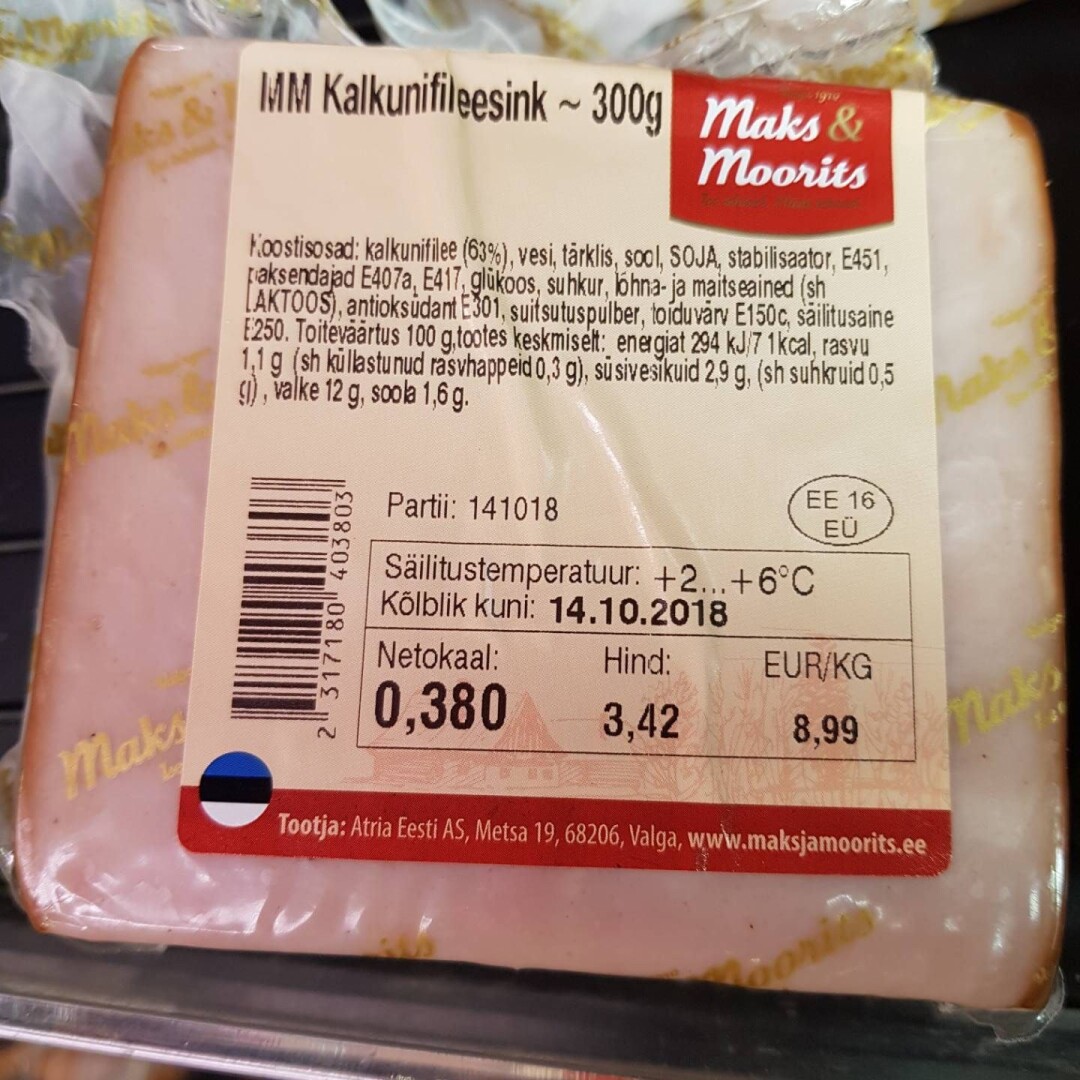 MM Kalkunifileesink ~ 300g
Maks &
Moorits
Koostisosad: kalkunifilee (63%), vesi, tärklis, sool, SOJA, stabilisaator, E451,
paksendajad E407a, E417, glükoos, suhkur, lõhna- ja maitseained (sh
LAKTOOS), antioksüdant E301, suitsutuspulber, toiduvärv E150c, säilitusaine
E250. Toiteväärtus 100 g,tootes keskmiselt: energiat 294 kJ/7 1kcal, rasvu
1,1 g (sh küllastunud rasvhappeid 0,3 g), süsivesikuid 2,9 g, (sh suhkruid 0,5
g), valke 12 g, soola 1,6 g.
Partii: 141018
EE 16
EÜ
Säilitustemperatuur: +2...+6°C
Kõlblik kuni: 14.10.2018
Netokaal: Hind: EUR/KG
0,380 3,42 8,99
2 317180 403803
Tootja: Atria Eesti AS, Metsa 19, 68206, Valga, www.maksjamoorits.ee
Maks
Maks
Moorits